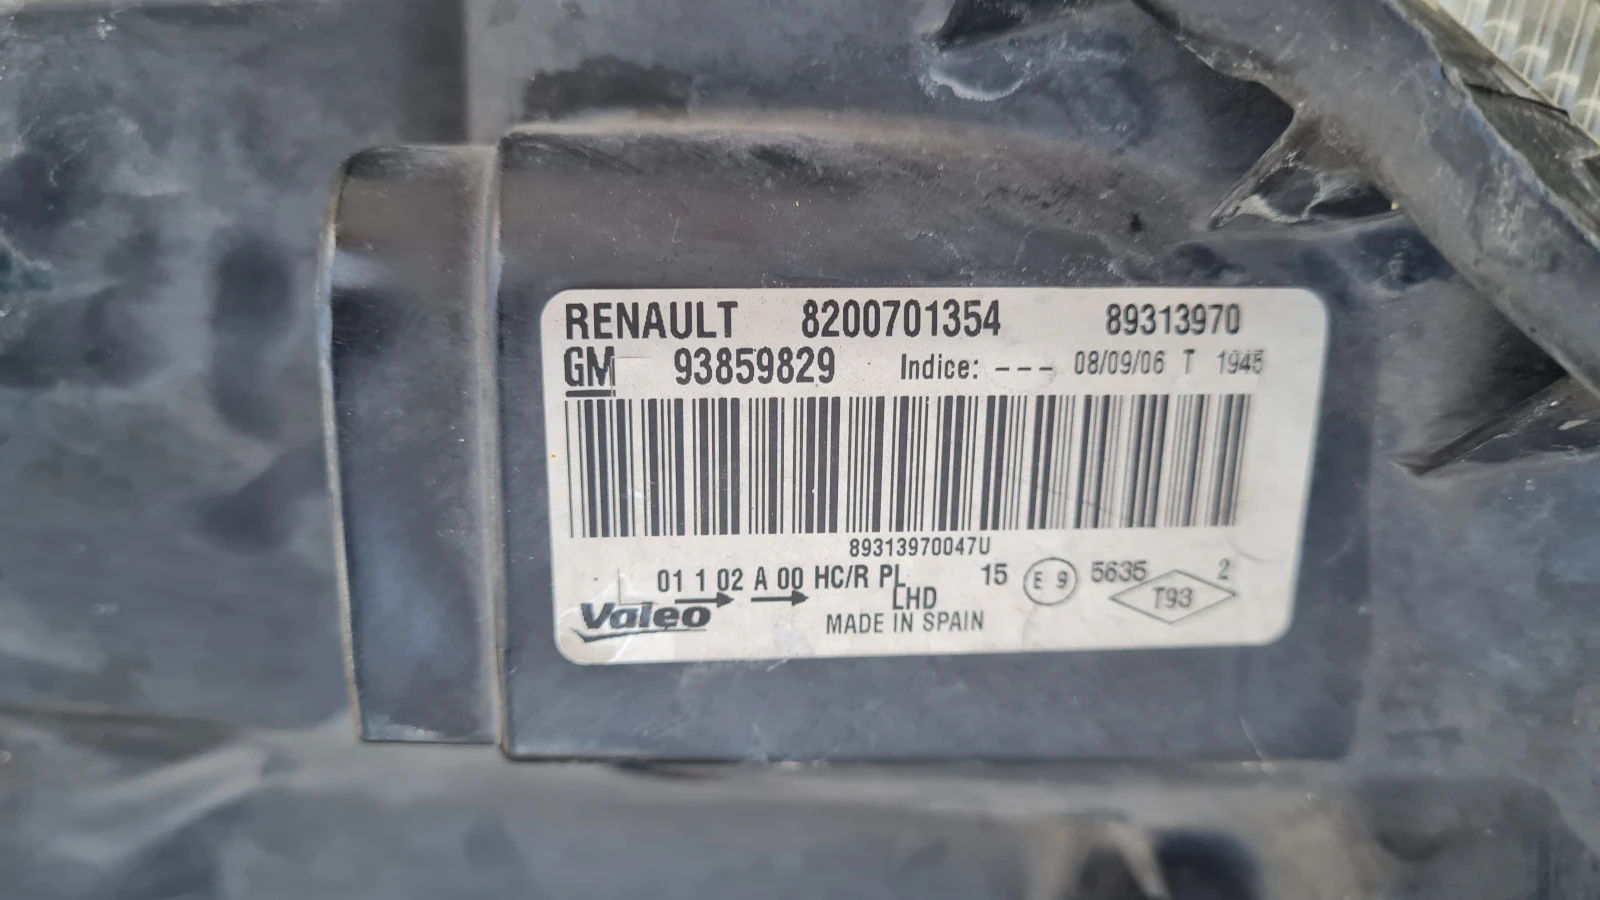 RENAULT 8200701354 89313970
GM 93859829 Indice: --- 08/09/06 T 1945
89313970047U
01 1 02 A 00 HC/R PL 15 E 9 5635 2
Valeo LHD T93
MADE IN SPAIN